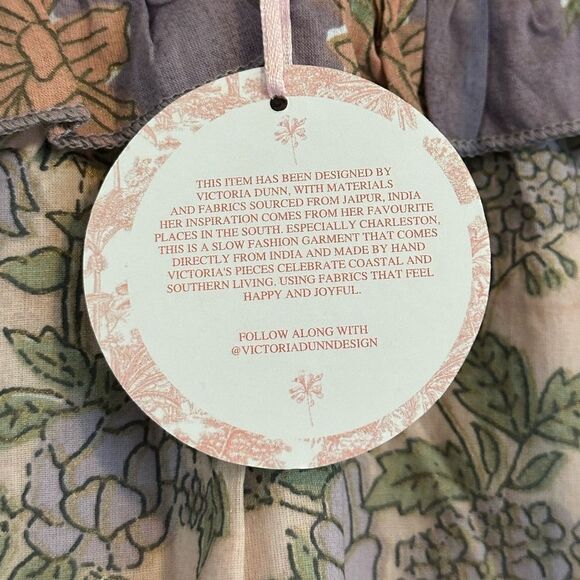 THIS ITEM HAS BEEN DESIGNED BY
VICTORIA DUNN, WITH MATERIALS
AND FABRICS SOURCED FROM JAIPUR, INDIA
HER INSPIRATION COMES FROM HER FAVOURITE
PLACES IN THE SOUTH. ESPECIALLY CHARLESTON,
THIS IS A SLOW FASHION GARMENT THAT COMES
DIRECTLY FROM INDIA AND MADE BY HAND
VICTORIA'S PIECES CELEBRATE COASTAL AND
SOUTHERN LIVING. USING FABRICS THAT FEEL
HAPPY AND JOYFUL.
FOLLOW ALONG WITH
@VICTORIADUNNDESIGN